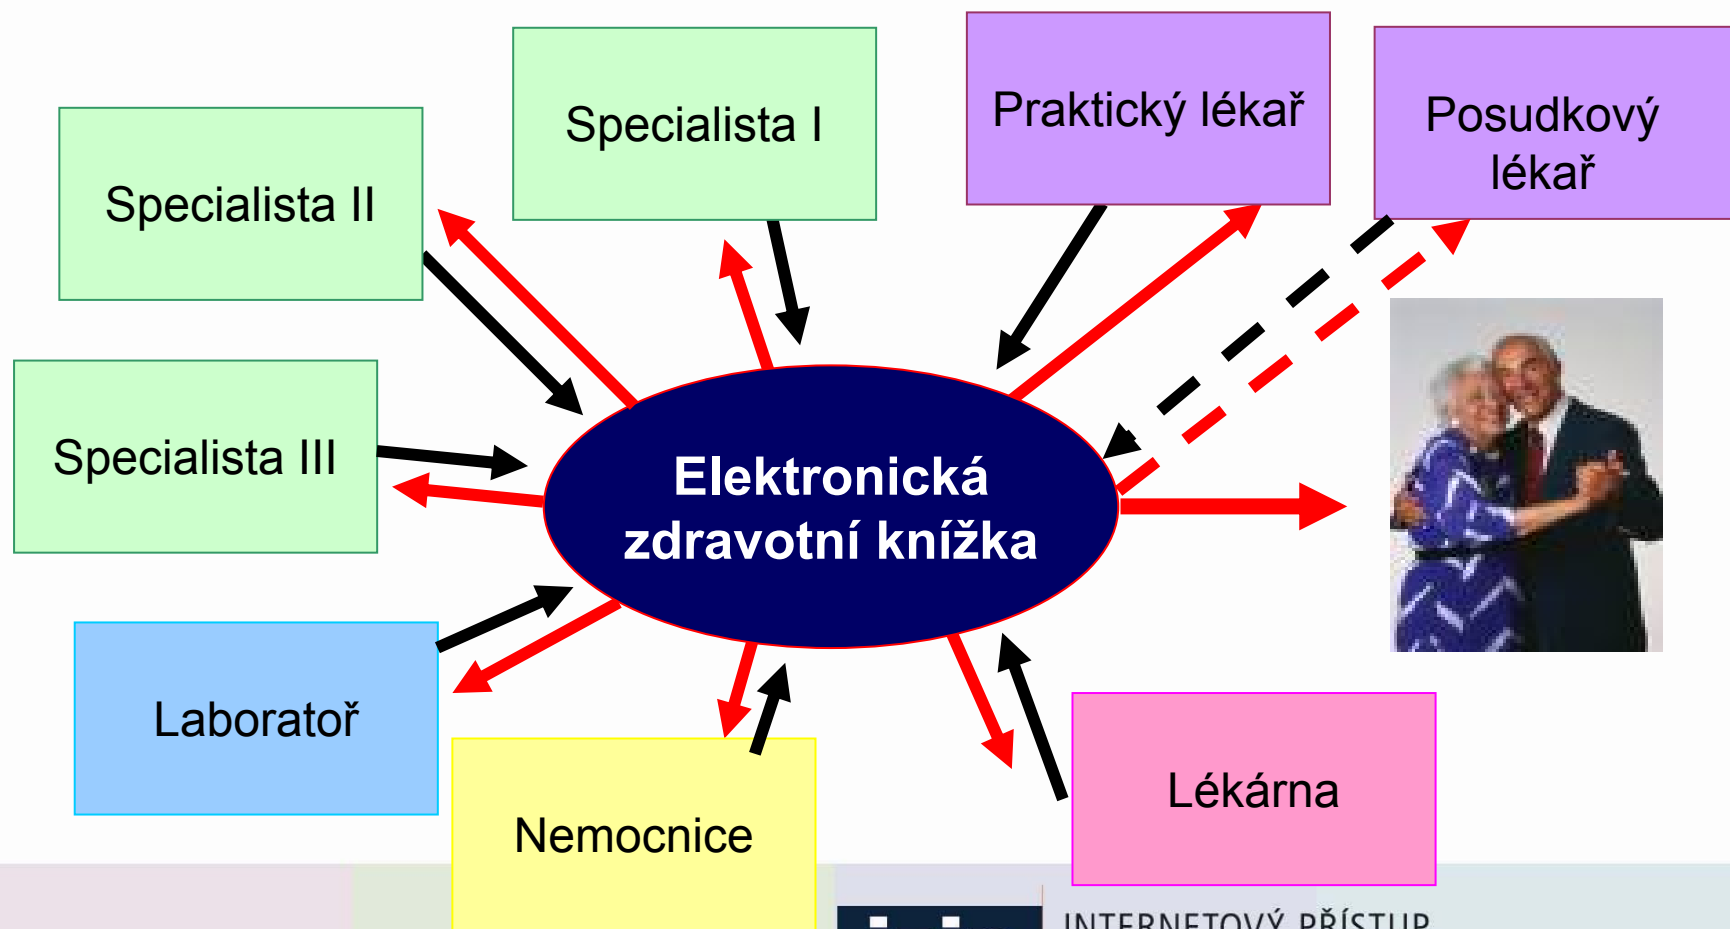 Specialista I
Praktický lékař
Posudkový
lékař
Specialista II
Specialista III
Elektronická
zdravotní knížka
Laboratoř
Nemocnice
Lékárna
INTERNETOVÝ PŘÍSTUP